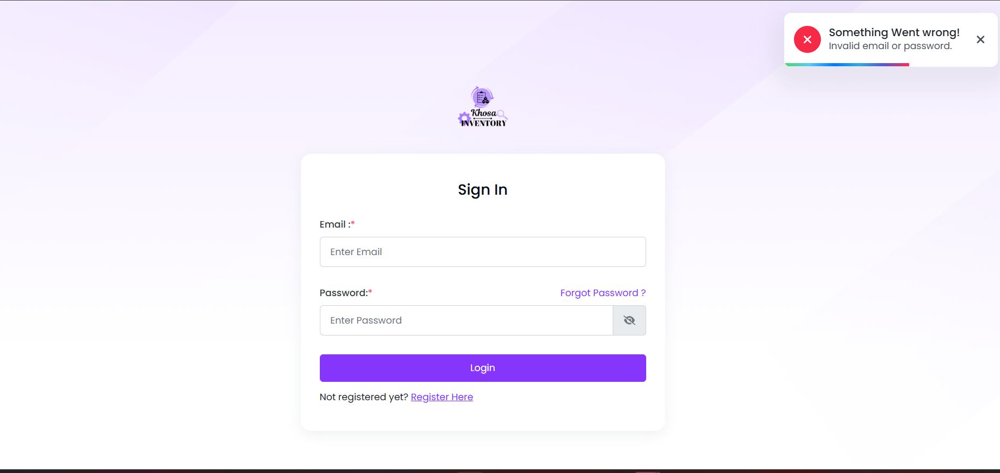 Something Went wrong!
Invalid email or password.
Khosa
INVENTORY
Sign In
Email :*
Enter Email
Password:*
Forgot Password ?
Enter Password
Login
Not registered yet? Register Here